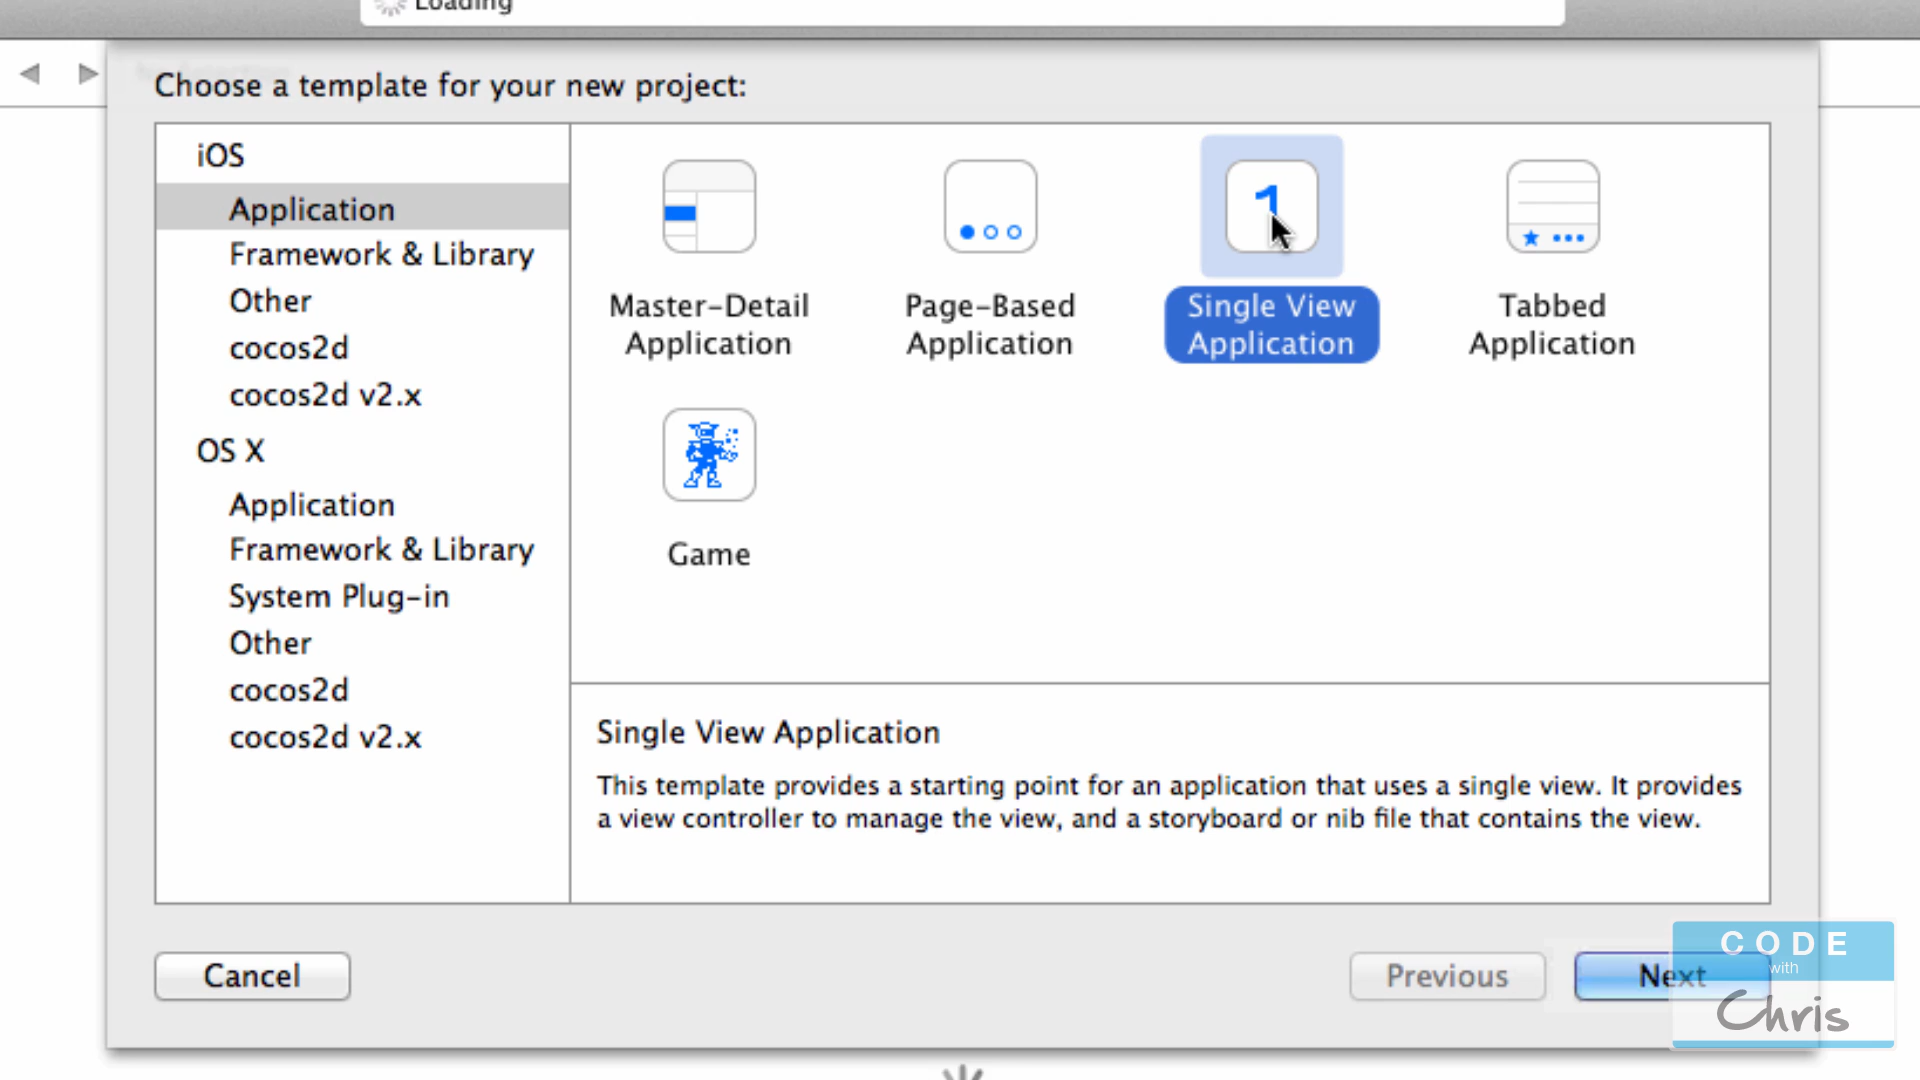 Loading
Choose a template for your new project:
iOS
Application
Framework & Library
Other
cocos2d
cocos2d v2.x
OS X
Application
Framework & Library
System Plug-in
Other
cocos2d
cocos2d v2.x
Master-Detail
Application
Page-Based
Application
1
Single View
Application
Tabbed
Application
Game
Single View Application
This template provides a starting point for an application that uses a single view. It provides
a view controller to manage the view, and a storyboard or nib file that contains the view.
Cancel
Previous
Next
CODE
with
Chris